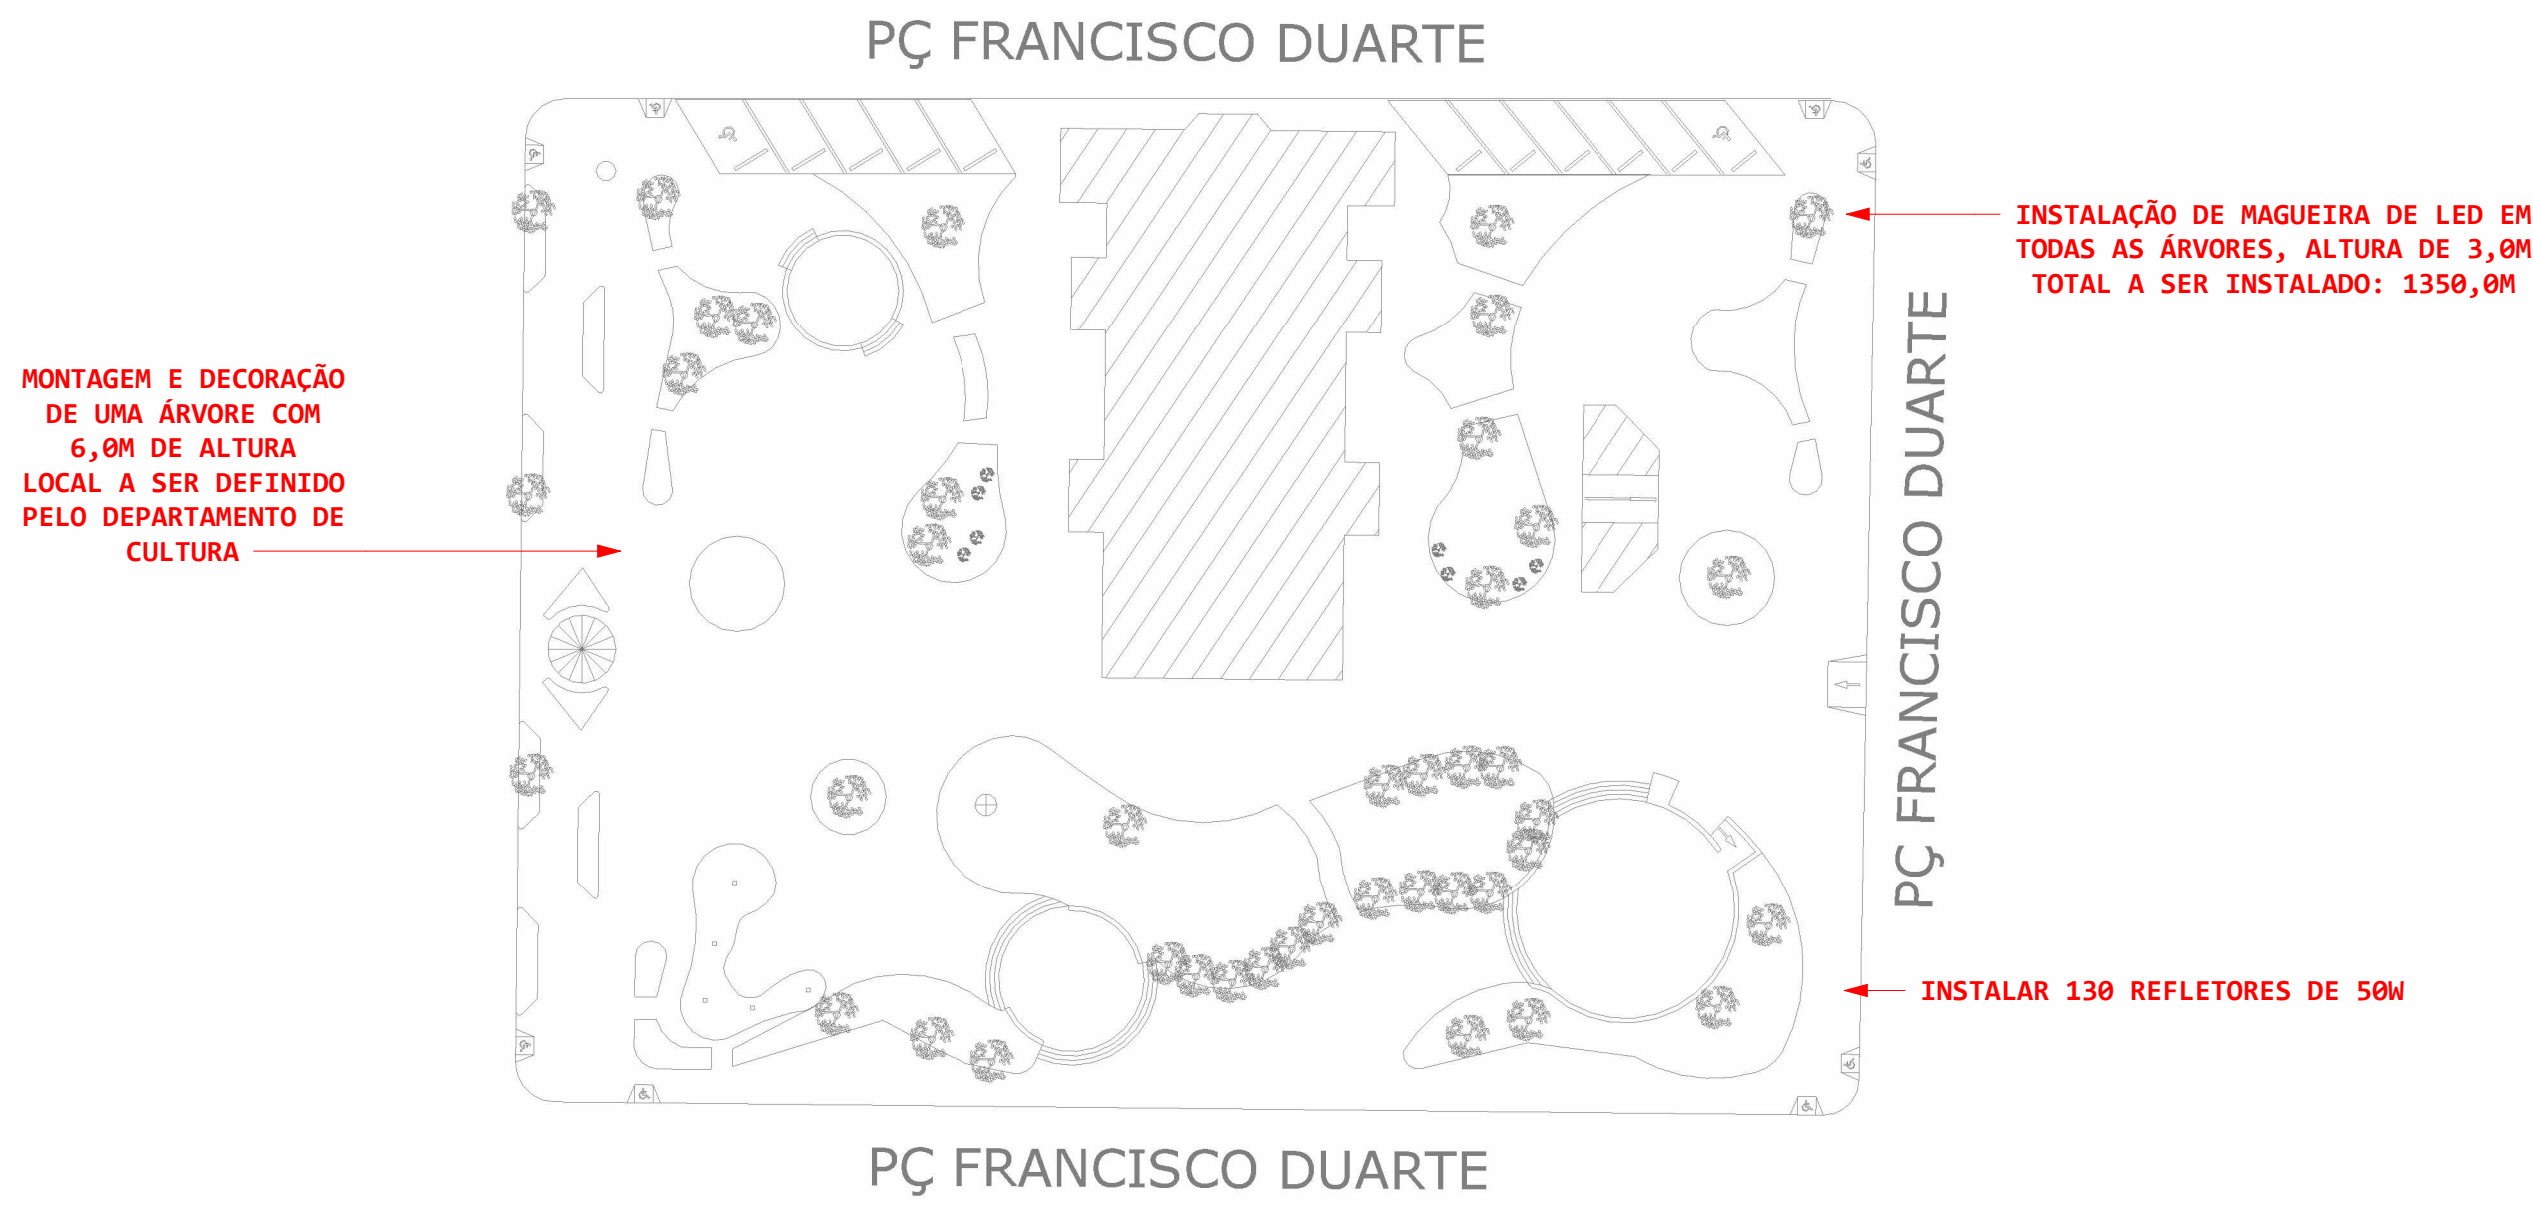 PÇ FRANCISCO DUARTE
INSTALAÇÃO DE MAGUEIRA DE LED EM
TODAS AS ÁRVORES, ALTURA DE 3,0M
TOTAL A SER INSTALADO: 1350,0M
MONTAGEM E DECORAÇÃO
DE UMA ÁRVORE COM
6,0M DE ALTURA
LOCAL A SER DEFINIDO
PELO DEPARTAMENTO DE
CULTURA
PÇ FRANCISCO DUARTE
INSTALAR 130 REFLETORES DE 50W
PÇ FRANCISCO DUARTE